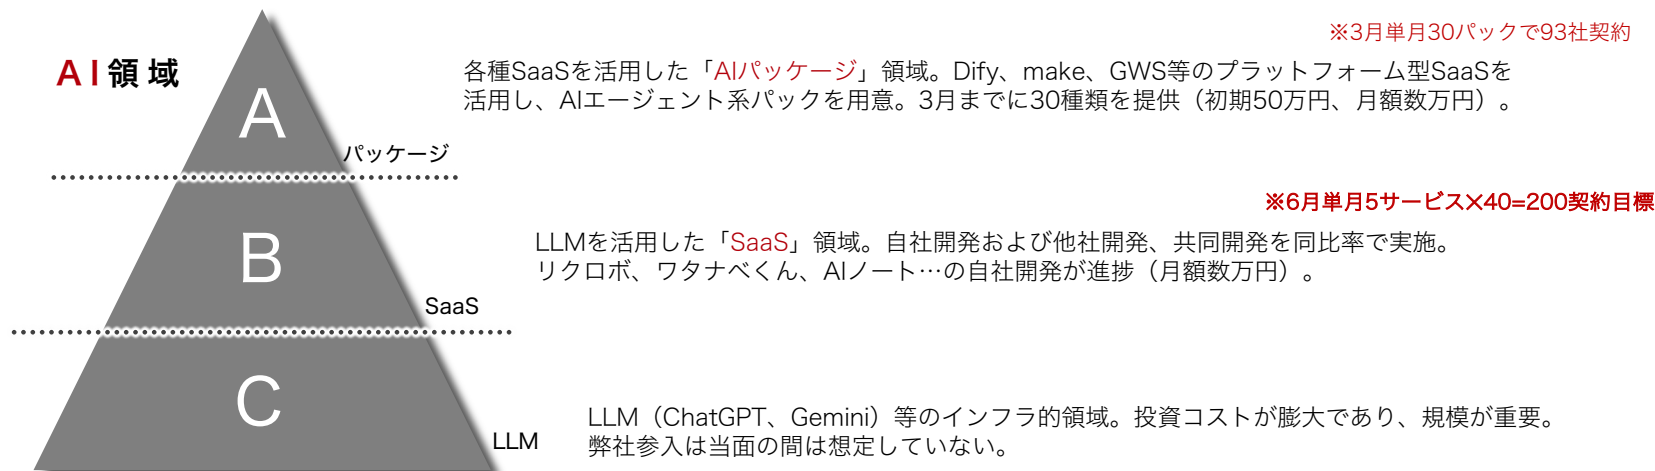 ※3月単月30パックで93社契約
AI領域
各種SaaSを活用した「AIパッケージ」領域。Dify、make、GWS等のプラットフォーム型SaaSを
活用し、AIエージェント系パックを用意。3月までに30種類を提供（初期50万円、月額数万円）。
A
パッケージ
※6月単月5サービス×40=200契約目標
LLMを活用した「SaaS」領域。自社開発および他社開発、共同開発を同比率で実施。
リクロボ、ワタナベくん、AIノート…の自社開発が進捗（月額数万円）。
B
SaaS
C
LLM（ChatGPT、Gemini）等のインフラ的領域。投資コストが膨大であり、規模が重要。
弊社参入は当面の間は想定していない。
LLM